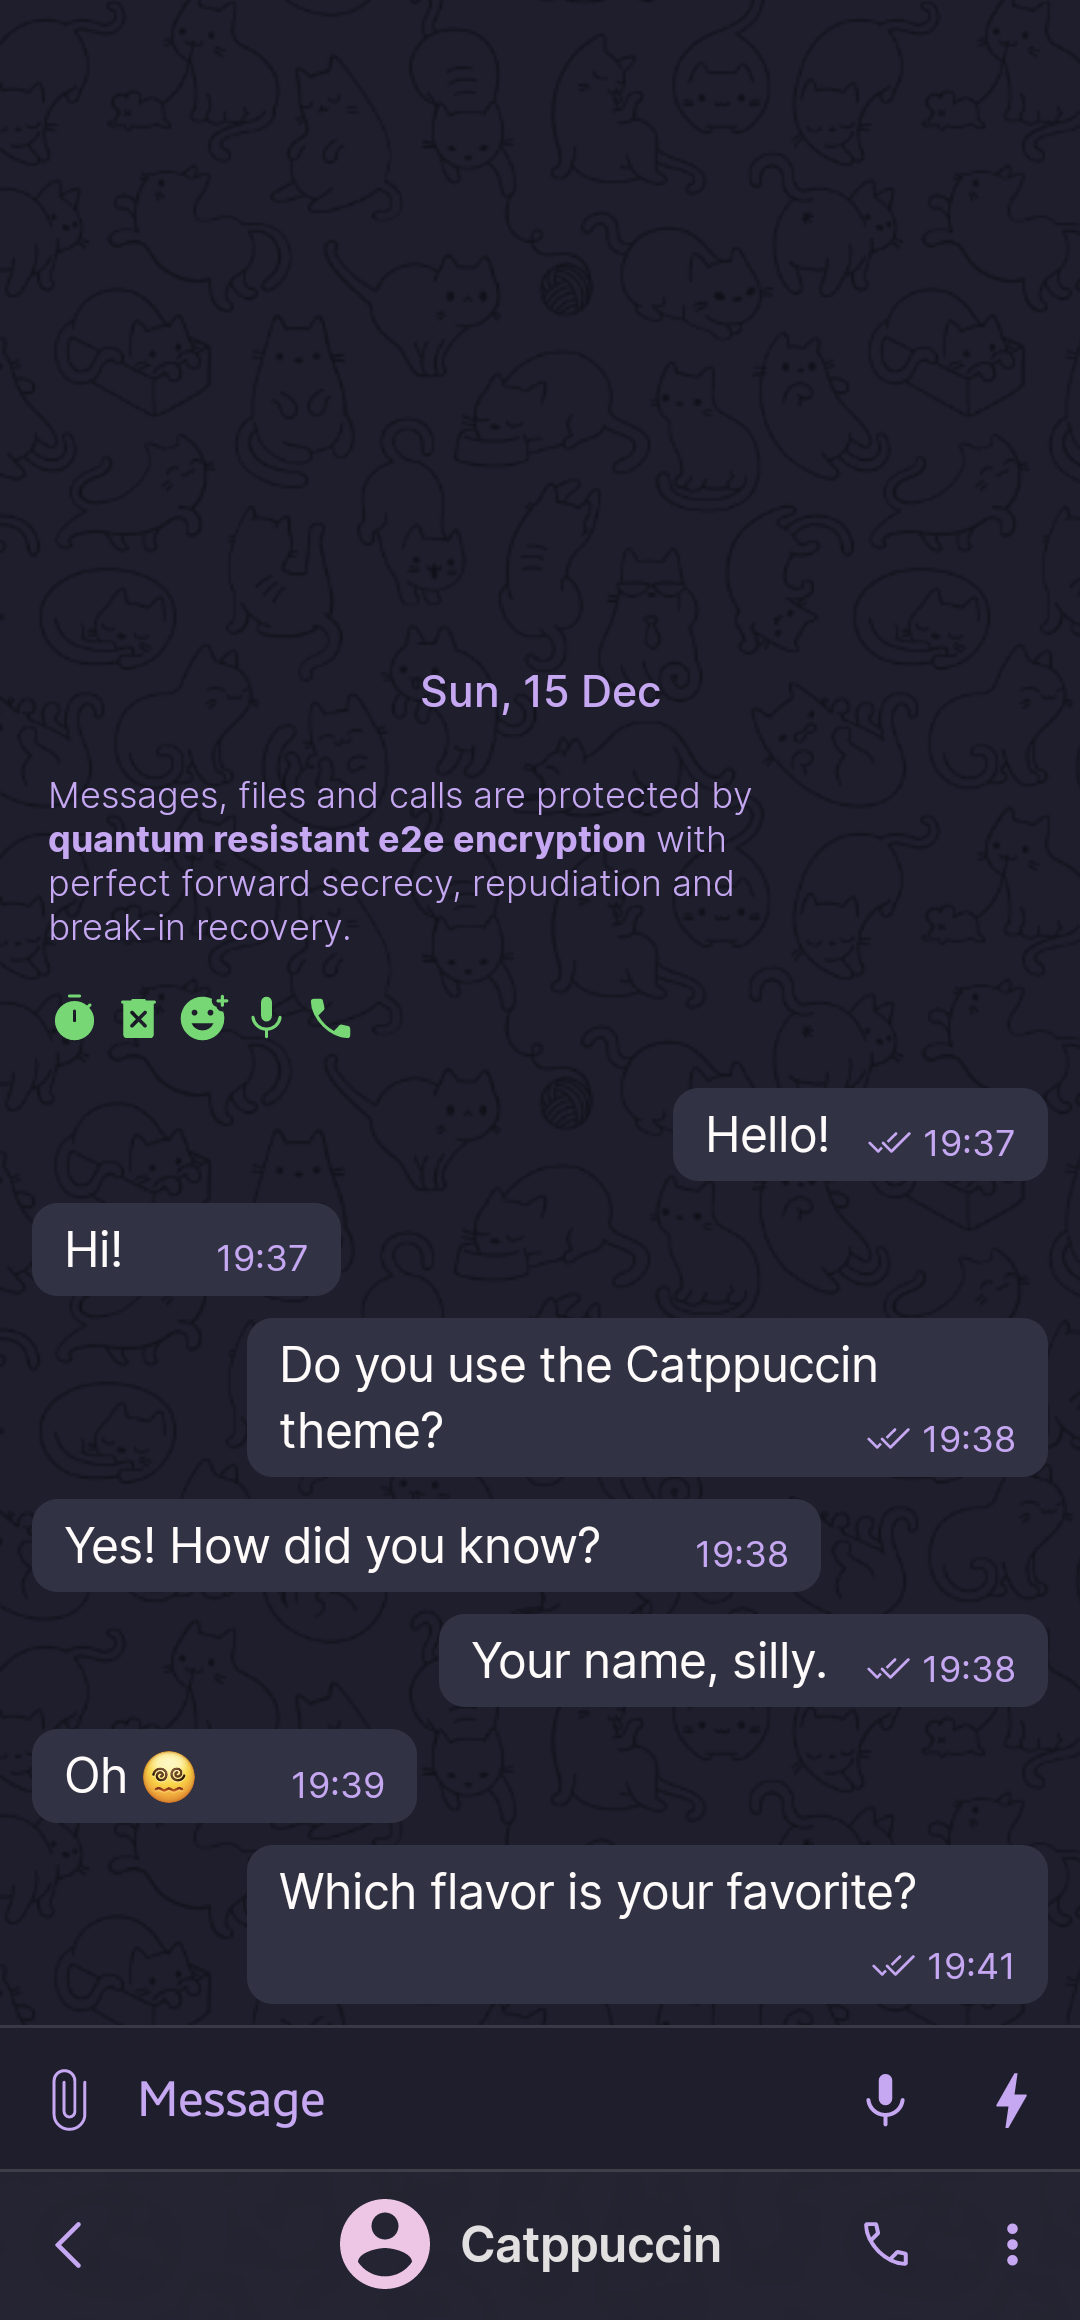 Sun, 15 Dec
Messages, files and calls are protected by
quantum resistant e2e encryption with
perfect forward secrecy, repudiation and
break-in recovery.
Hello! 19:37
Hi! 19:37
Do you use the Catppuccin
theme? 19:38
Yes! How did you know? 19:38
Your name, silly. 19:38
Oh 😵‍💫 19:39
Which flavor is your favorite?
19:41
Message
Catppuccin